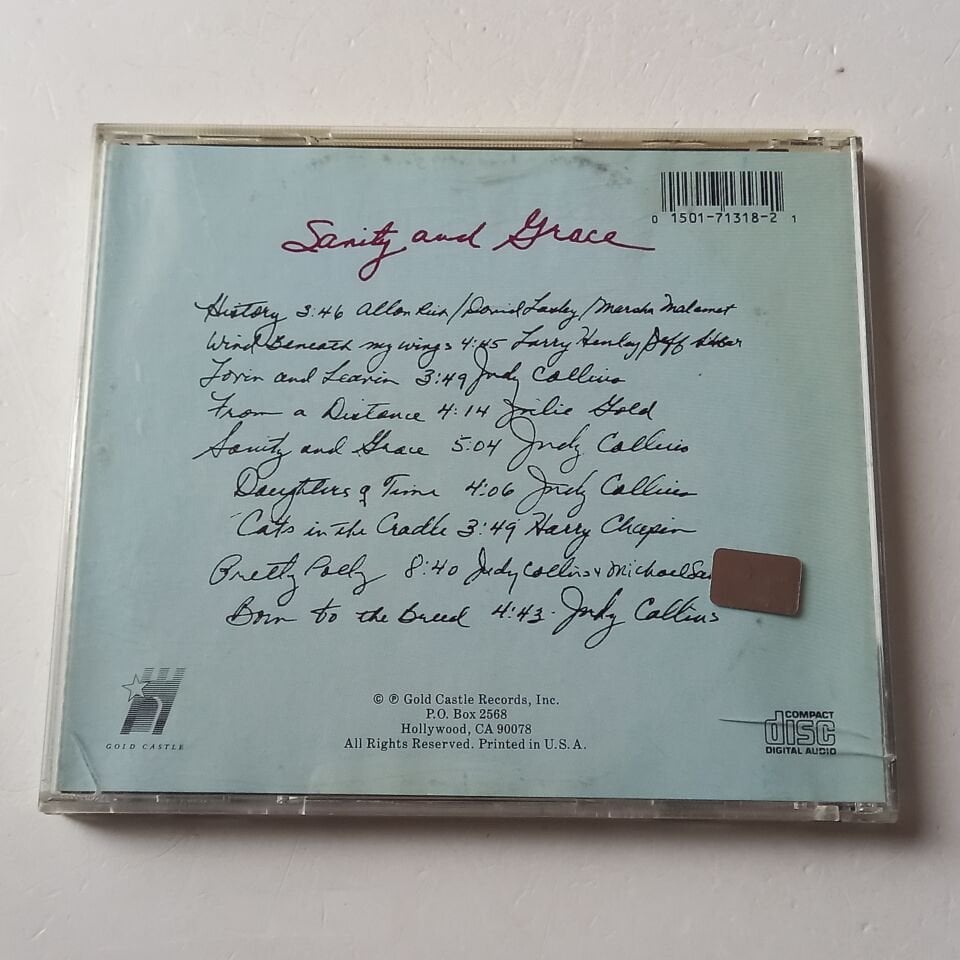 0 1501-71318-2 1
Sanity and Grace
History 3:46 Allan Rich/David Lasley/Marsha Malamet
Wind Beneath my wings 4:45 Larry Henley/Jeff
Lovin and Leavin 3:49 Judy Collins
From a Distance 4:14 Julie Gold
Sanity and Grace 5:04 Judy Collins
Daughters of Time 4:06 Judy Collins
Cats in the Cradle 3:49 Harry Chapin
Pretty Polly 8:40 Judy Collins + Michael
Born to the Breed 4:43 Judy Collins
© ℗ Gold Castle Records, Inc.
P.O. Box 2568
Hollywood, CA 90078
All Rights Reserved. Printed in U.S.A.
GOLD CASTLE
COMPACT
disc
DIGITAL AUDIO